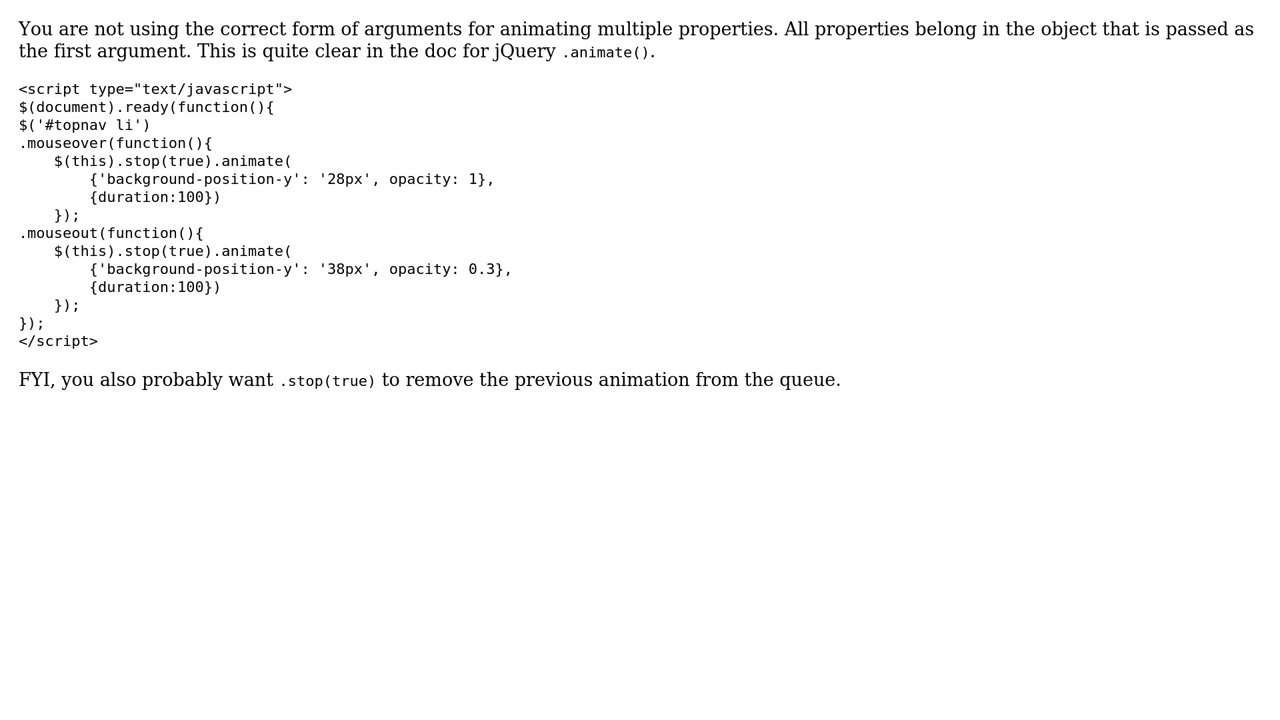 You are not using the correct form of arguments for animating multiple properties. All properties belong in the object that is passed as
the first argument. This is quite clear in the doc for jQuery .animate().
<script type="text/javascript">
$(document).ready(function(){
$('#topnav li')
.mouseover(function(){
    $(this).stop(true).animate(
        {'background-position-y': '28px', opacity: 1},
        {duration:100})
    });
.mouseout(function(){
    $(this).stop(true).animate(
        {'background-position-y': '38px', opacity: 0.3},
        {duration:100})
    });
});
</script>
FYI, you also probably want .stop(true) to remove the previous animation from the queue.